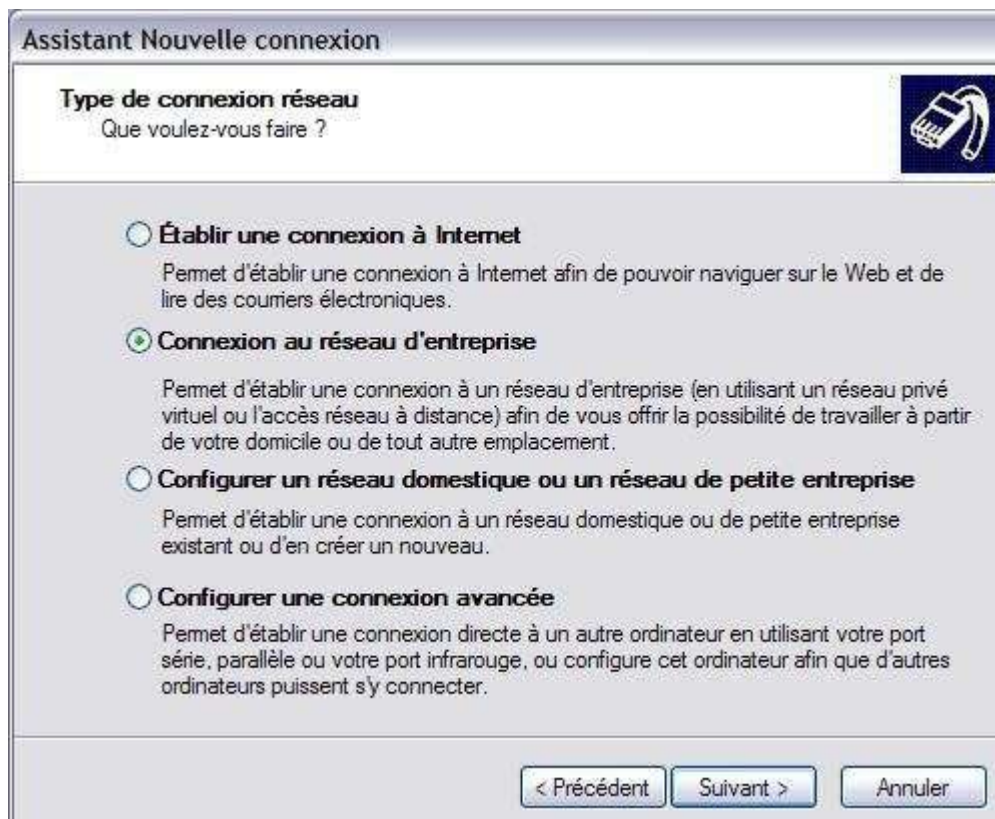 Assistant Nouvelle connexion
Type de connexion réseau
Que voulez-vous faire ?
Établir une connexion à Internet
Permet d'établir une connexion à Internet afin de pouvoir naviguer sur le Web et de
lire des courriers électroniques.
Connexion au réseau d'entreprise
Permet d'établir une connexion à un réseau d'entreprise (en utilisant un réseau privé
virtuel ou l'accès réseau à distance) afin de vous offrir la possibilité de travailler à partir
de votre domicile ou de tout autre emplacement.
Configurer un réseau domestique ou un réseau de petite entreprise
Permet d'établir une connexion à un réseau domestique ou de petite entreprise
existant ou d'en créer un nouveau.
Configurer une connexion avancée
Permet d'établir une connexion directe à un autre ordinateur en utilisant votre port
série, parallèle ou votre port infrarouge, ou configure cet ordinateur afin que d'autres
ordinateurs puissent s'y connecter.
< Précédent Suivant > Annuler